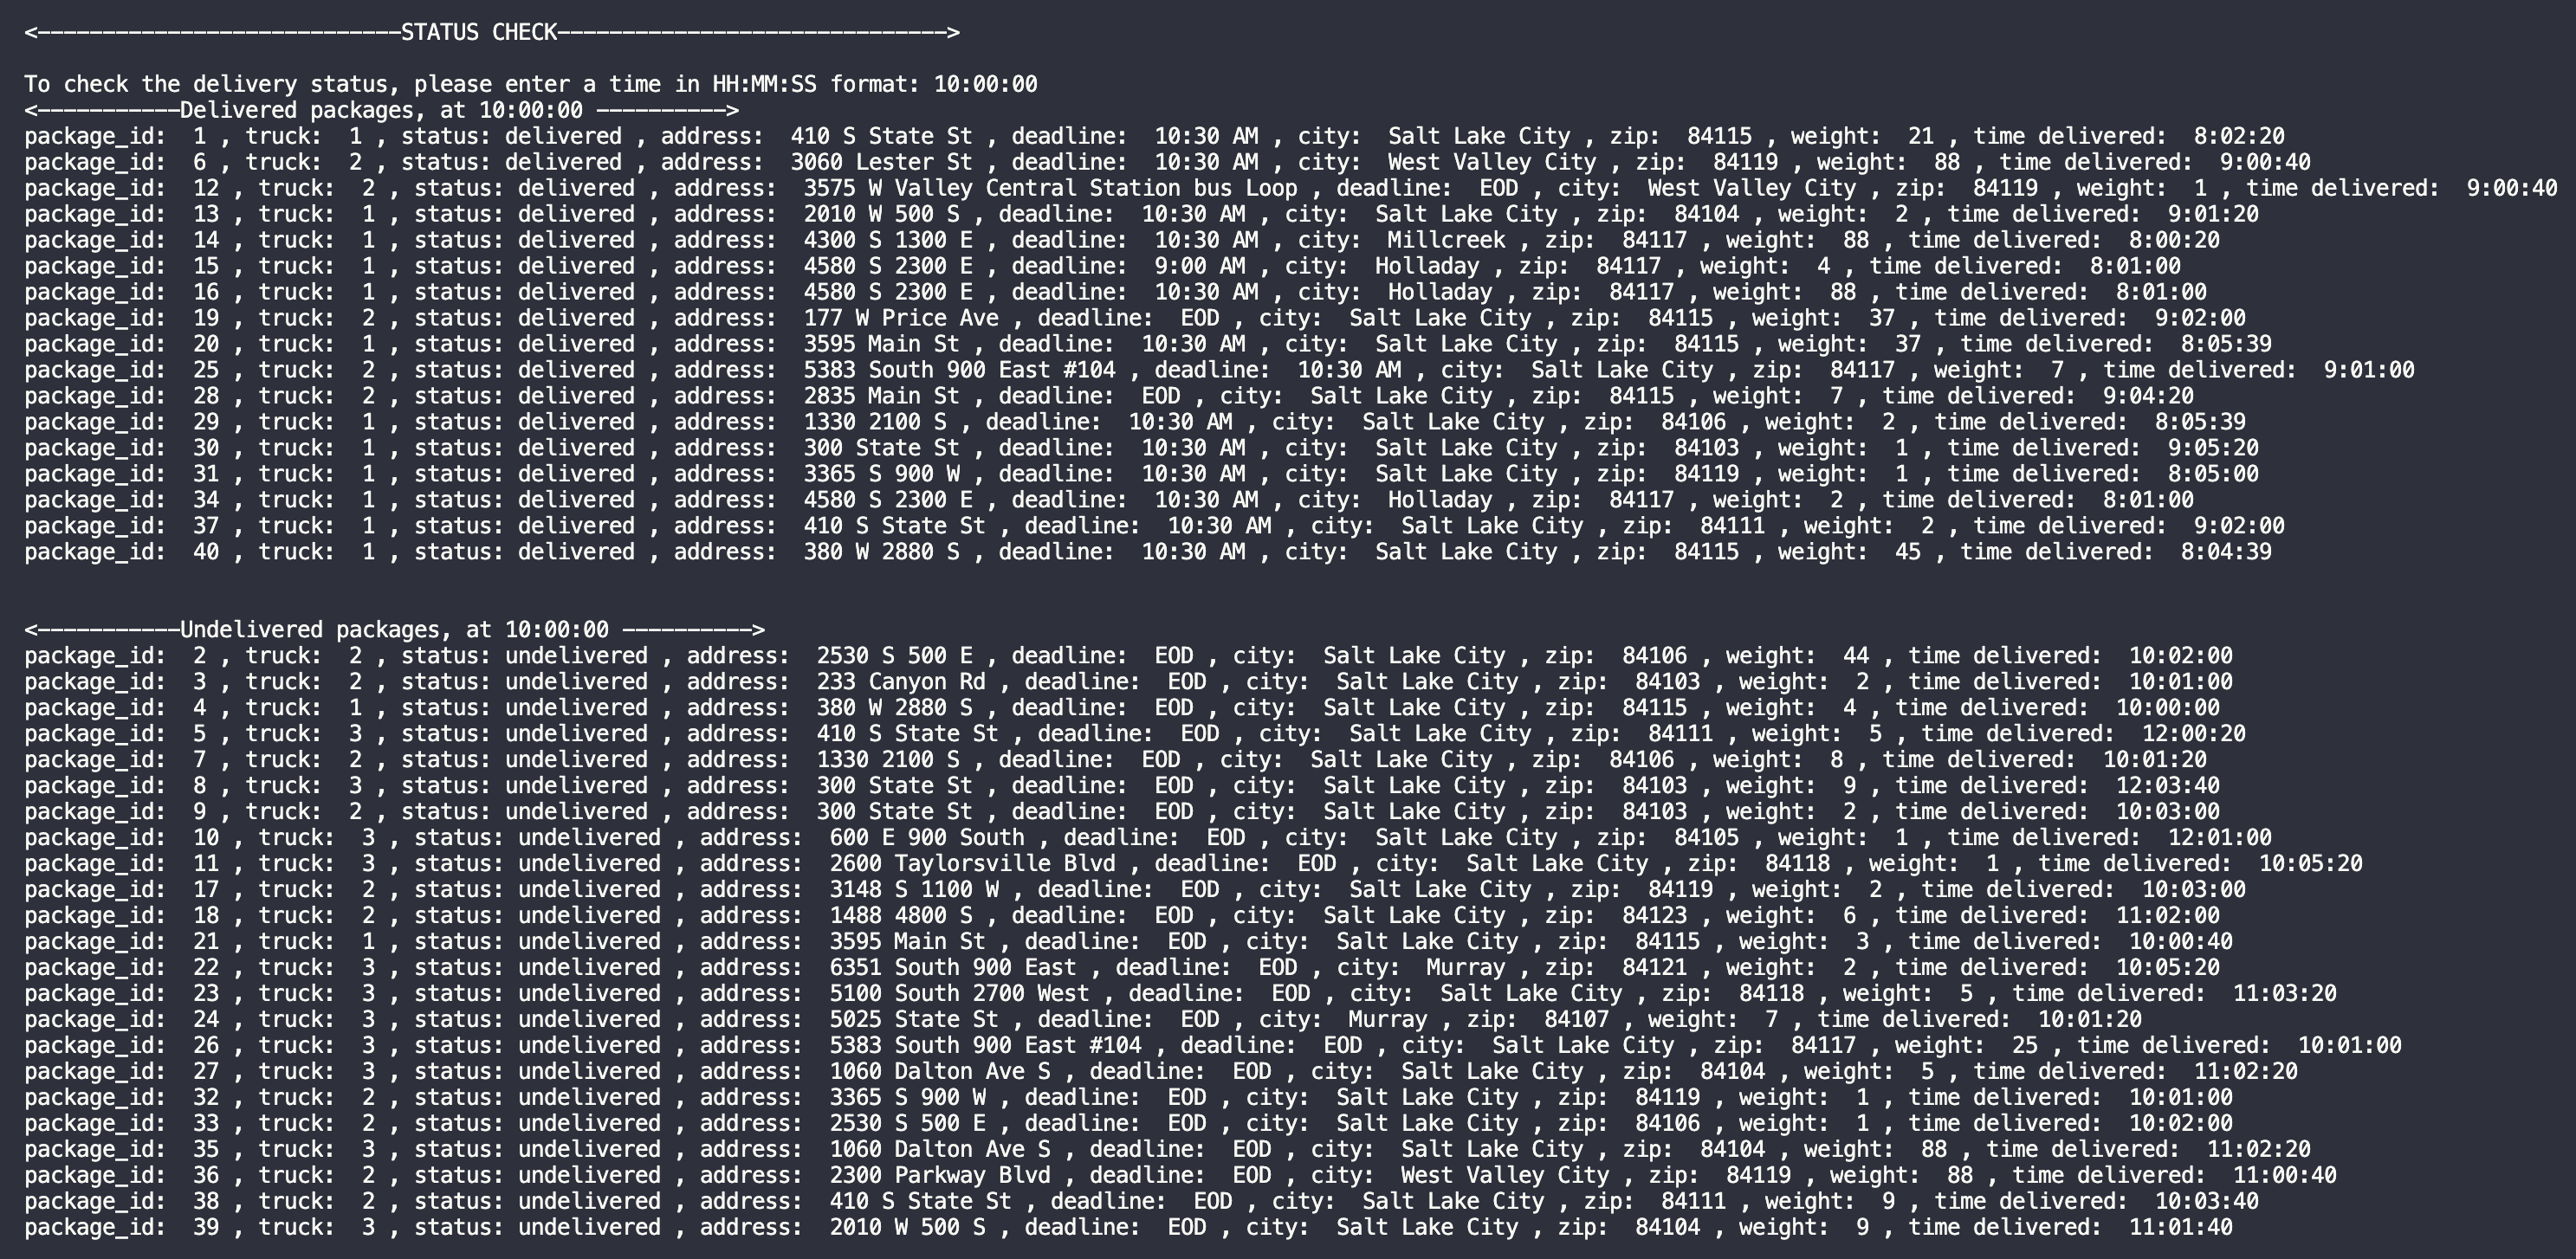 <----------------------------STATUS CHECK------------------------------>
To check the delivery status, please enter a time in HH:MM:SS format: 10:00:00
<-----------Delivered packages, at 10:00:00 ---------->
package_id:  1 , truck:  1 , status: delivered , address:  410 S State St , deadline:  10:30 AM , city:  Salt Lake City , zip:  84115 , weight:  21 , time delivered:  8:02:20
package_id:  6 , truck:  2 , status: delivered , address:  3060 Lester St , deadline:  10:30 AM , city:  West Valley City , zip:  84119 , weight:  88 , time delivered:  9:00:40
package_id:  12 , truck:  2 , status: delivered , address:  3575 W Valley Central Station bus Loop , deadline:  EOD , city:  West Valley City , zip:  84119 , weight:  1 , time delivered:  9:00:40
package_id:  13 , truck:  1 , status: delivered , address:  2010 W 500 S , deadline:  10:30 AM , city:  Salt Lake City , zip:  84104 , weight:  2 , time delivered:  9:01:20
package_id:  14 , truck:  1 , status: delivered , address:  4300 S 1300 E , deadline:  10:30 AM , city:  Millcreek , zip:  84117 , weight:  88 , time delivered:  8:00:20
package_id:  15 , truck:  1 , status: delivered , address:  4580 S 2300 E , deadline:  9:00 AM , city:  Holladay , zip:  84117 , weight:  4 , time delivered:  8:01:00
package_id:  16 , truck:  1 , status: delivered , address:  4580 S 2300 E , deadline:  10:30 AM , city:  Holladay , zip:  84117 , weight:  88 , time delivered:  8:01:00
package_id:  19 , truck:  2 , status: delivered , address:  177 W Price Ave , deadline:  EOD , city:  Salt Lake City , zip:  84115 , weight:  37 , time delivered:  9:02:00
package_id:  20 , truck:  1 , status: delivered , address:  3595 Main St , deadline:  10:30 AM , city:  Salt Lake City , zip:  84115 , weight:  37 , time delivered:  8:05:39
package_id:  25 , truck:  2 , status: delivered , address:  5383 South 900 East #104 , deadline:  10:30 AM , city:  Salt Lake City , zip:  84117 , weight:  7 , time delivered:  9:01:00
package_id:  28 , truck:  2 , status: delivered , address:  2835 Main St , deadline:  EOD , city:  Salt Lake City , zip:  84115 , weight:  7 , time delivered:  9:04:20
package_id:  29 , truck:  1 , status: delivered , address:  1330 2100 S , deadline:  10:30 AM , city:  Salt Lake City , zip:  84106 , weight:  2 , time delivered:  8:05:39
package_id:  30 , truck:  1 , status: delivered , address:  300 State St , deadline:  10:30 AM , city:  Salt Lake City , zip:  84103 , weight:  1 , time delivered:  9:05:20
package_id:  31 , truck:  1 , status: delivered , address:  3365 S 900 W , deadline:  10:30 AM , city:  Salt Lake City , zip:  84119 , weight:  1 , time delivered:  8:05:00
package_id:  34 , truck:  1 , status: delivered , address:  4580 S 2300 E , deadline:  10:30 AM , city:  Holladay , zip:  84117 , weight:  2 , time delivered:  8:01:00
package_id:  37 , truck:  1 , status: delivered , address:  410 S State St , deadline:  10:30 AM , city:  Salt Lake City , zip:  84111 , weight:  2 , time delivered:  9:02:00
package_id:  40 , truck:  1 , status: delivered , address:  380 W 2880 S , deadline:  10:30 AM , city:  Salt Lake City , zip:  84115 , weight:  45 , time delivered:  8:04:39
<-----------Undelivered packages, at 10:00:00 ---------->
package_id:  2 , truck:  2 , status: undelivered , address:  2530 S 500 E , deadline:  EOD , city:  Salt Lake City , zip:  84106 , weight:  44 , time delivered:  10:02:00
package_id:  3 , truck:  2 , status: undelivered , address:  233 Canyon Rd , deadline:  EOD , city:  Salt Lake City , zip:  84103 , weight:  2 , time delivered:  10:01:00
package_id:  4 , truck:  1 , status: undelivered , address:  380 W 2880 S , deadline:  EOD , city:  Salt Lake City , zip:  84115 , weight:  4 , time delivered:  10:00:00
package_id:  5 , truck:  3 , status: undelivered , address:  410 S State St , deadline:  EOD , city:  Salt Lake City , zip:  84111 , weight:  5 , time delivered:  12:00:20
package_id:  7 , truck:  2 , status: undelivered , address:  1330 2100 S , deadline:  EOD , city:  Salt Lake City , zip:  84106 , weight:  8 , time delivered:  10:01:20
package_id:  8 , truck:  3 , status: undelivered , address:  300 State St , deadline:  EOD , city:  Salt Lake City , zip:  84103 , weight:  9 , time delivered:  12:03:40
package_id:  9 , truck:  2 , status: undelivered , address:  300 State St , deadline:  EOD , city:  Salt Lake City , zip:  84103 , weight:  2 , time delivered:  10:03:00
package_id:  10 , truck:  3 , status: undelivered , address:  600 E 900 South , deadline:  EOD , city:  Salt Lake City , zip:  84105 , weight:  1 , time delivered:  12:01:00
package_id:  11 , truck:  3 , status: undelivered , address:  2600 Taylorsville Blvd , deadline:  EOD , city:  Salt Lake City , zip:  84118 , weight:  1 , time delivered:  10:05:20
package_id:  17 , truck:  2 , status: undelivered , address:  3148 S 1100 W , deadline:  EOD , city:  Salt Lake City , zip:  84119 , weight:  2 , time delivered:  10:03:00
package_id:  18 , truck:  2 , status: undelivered , address:  1488 4800 S , deadline:  EOD , city:  Salt Lake City , zip:  84123 , weight:  6 , time delivered:  11:02:00
package_id:  21 , truck:  1 , status: undelivered , address:  3595 Main St , deadline:  EOD , city:  Salt Lake City , zip:  84115 , weight:  3 , time delivered:  10:00:40
package_id:  22 , truck:  3 , status: undelivered , address:  6351 South 900 East , deadline:  EOD , city:  Murray , zip:  84121 , weight:  2 , time delivered:  10:05:20
package_id:  23 , truck:  3 , status: undelivered , address:  5100 South 2700 West , deadline:  EOD , city:  Salt Lake City , zip:  84118 , weight:  5 , time delivered:  11:03:20
package_id:  24 , truck:  3 , status: undelivered , address:  5025 State St , deadline:  EOD , city:  Murray , zip:  84107 , weight:  7 , time delivered:  10:01:20
package_id:  26 , truck:  3 , status: undelivered , address:  5383 South 900 East #104 , deadline:  EOD , city:  Salt Lake City , zip:  84117 , weight:  25 , time delivered:  10:01:00
package_id:  27 , truck:  3 , status: undelivered , address:  1060 Dalton Ave S , deadline:  EOD , city:  Salt Lake City , zip:  84104 , weight:  5 , time delivered:  11:02:20
package_id:  32 , truck:  2 , status: undelivered , address:  3365 S 900 W , deadline:  EOD , city:  Salt Lake City , zip:  84119 , weight:  1 , time delivered:  10:01:00
package_id:  33 , truck:  2 , status: undelivered , address:  2530 S 500 E , deadline:  EOD , city:  Salt Lake City , zip:  84106 , weight:  1 , time delivered:  10:02:00
package_id:  35 , truck:  3 , status: undelivered , address:  1060 Dalton Ave S , deadline:  EOD , city:  Salt Lake City , zip:  84104 , weight:  88 , time delivered:  11:02:20
package_id:  36 , truck:  2 , status: undelivered , address:  2300 Parkway Blvd , deadline:  EOD , city:  West Valley City , zip:  84119 , weight:  88 , time delivered:  11:00:40
package_id:  38 , truck:  2 , status: undelivered , address:  410 S State St , deadline:  EOD , city:  Salt Lake City , zip:  84111 , weight:  9 , time delivered:  10:03:40
package_id:  39 , truck:  3 , status: undelivered , address:  2010 W 500 S , deadline:  EOD , city:  Salt Lake City , zip:  84104 , weight:  9 , time delivered:  11:01:40